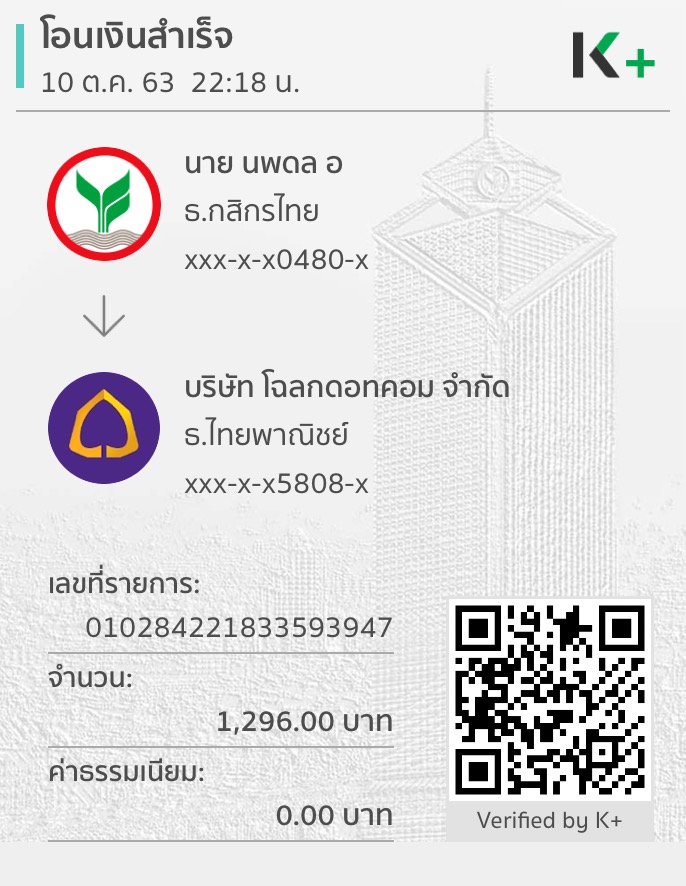 โอนเงินสำเร็จ
10 ต.ค. 63 22:18 น.
K+
นาย นพดล อ
ธ.กสิกรไทย
xxx-x-x0480-x
บริษัท โฉลกดอทคอม จำกัด
ธ.ไทยพาณิชย์
xxx-x-x5808-x
เลขที่รายการ:
010284221833593947
จำนวน:
1,296.00 บาท
ค่าธรรมเนียม:
0.00 บาท
Verified by K+